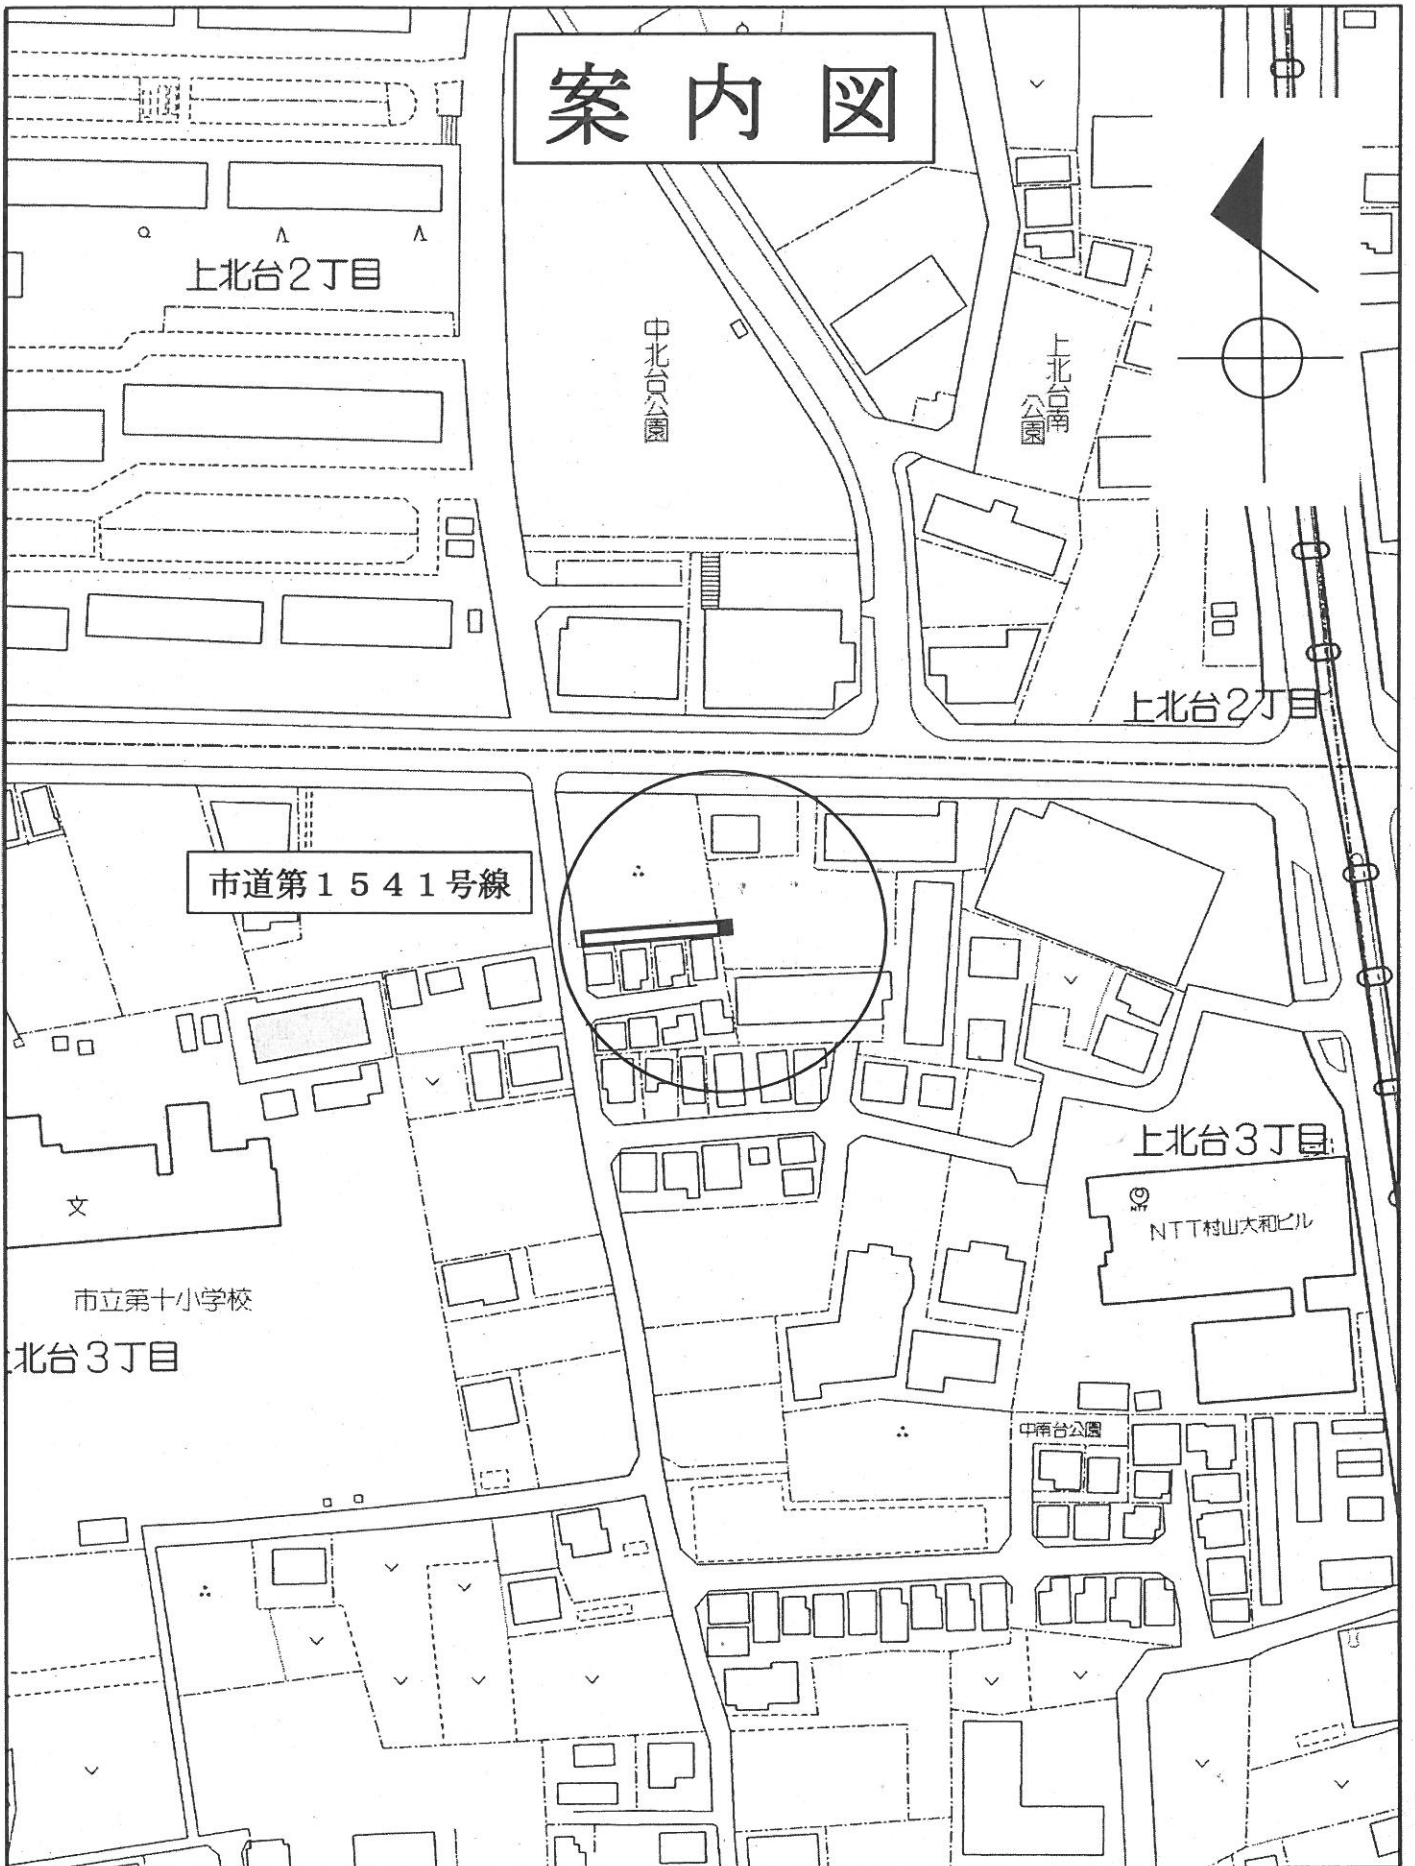 案内図
上北台2丁目
中北台公園
上北台南
公園
上北台2丁目
市道第1541号線
上北台3丁目
NTT
NTT村山大和ビル
文
市立第十小学校
北台3丁目
中南台公園